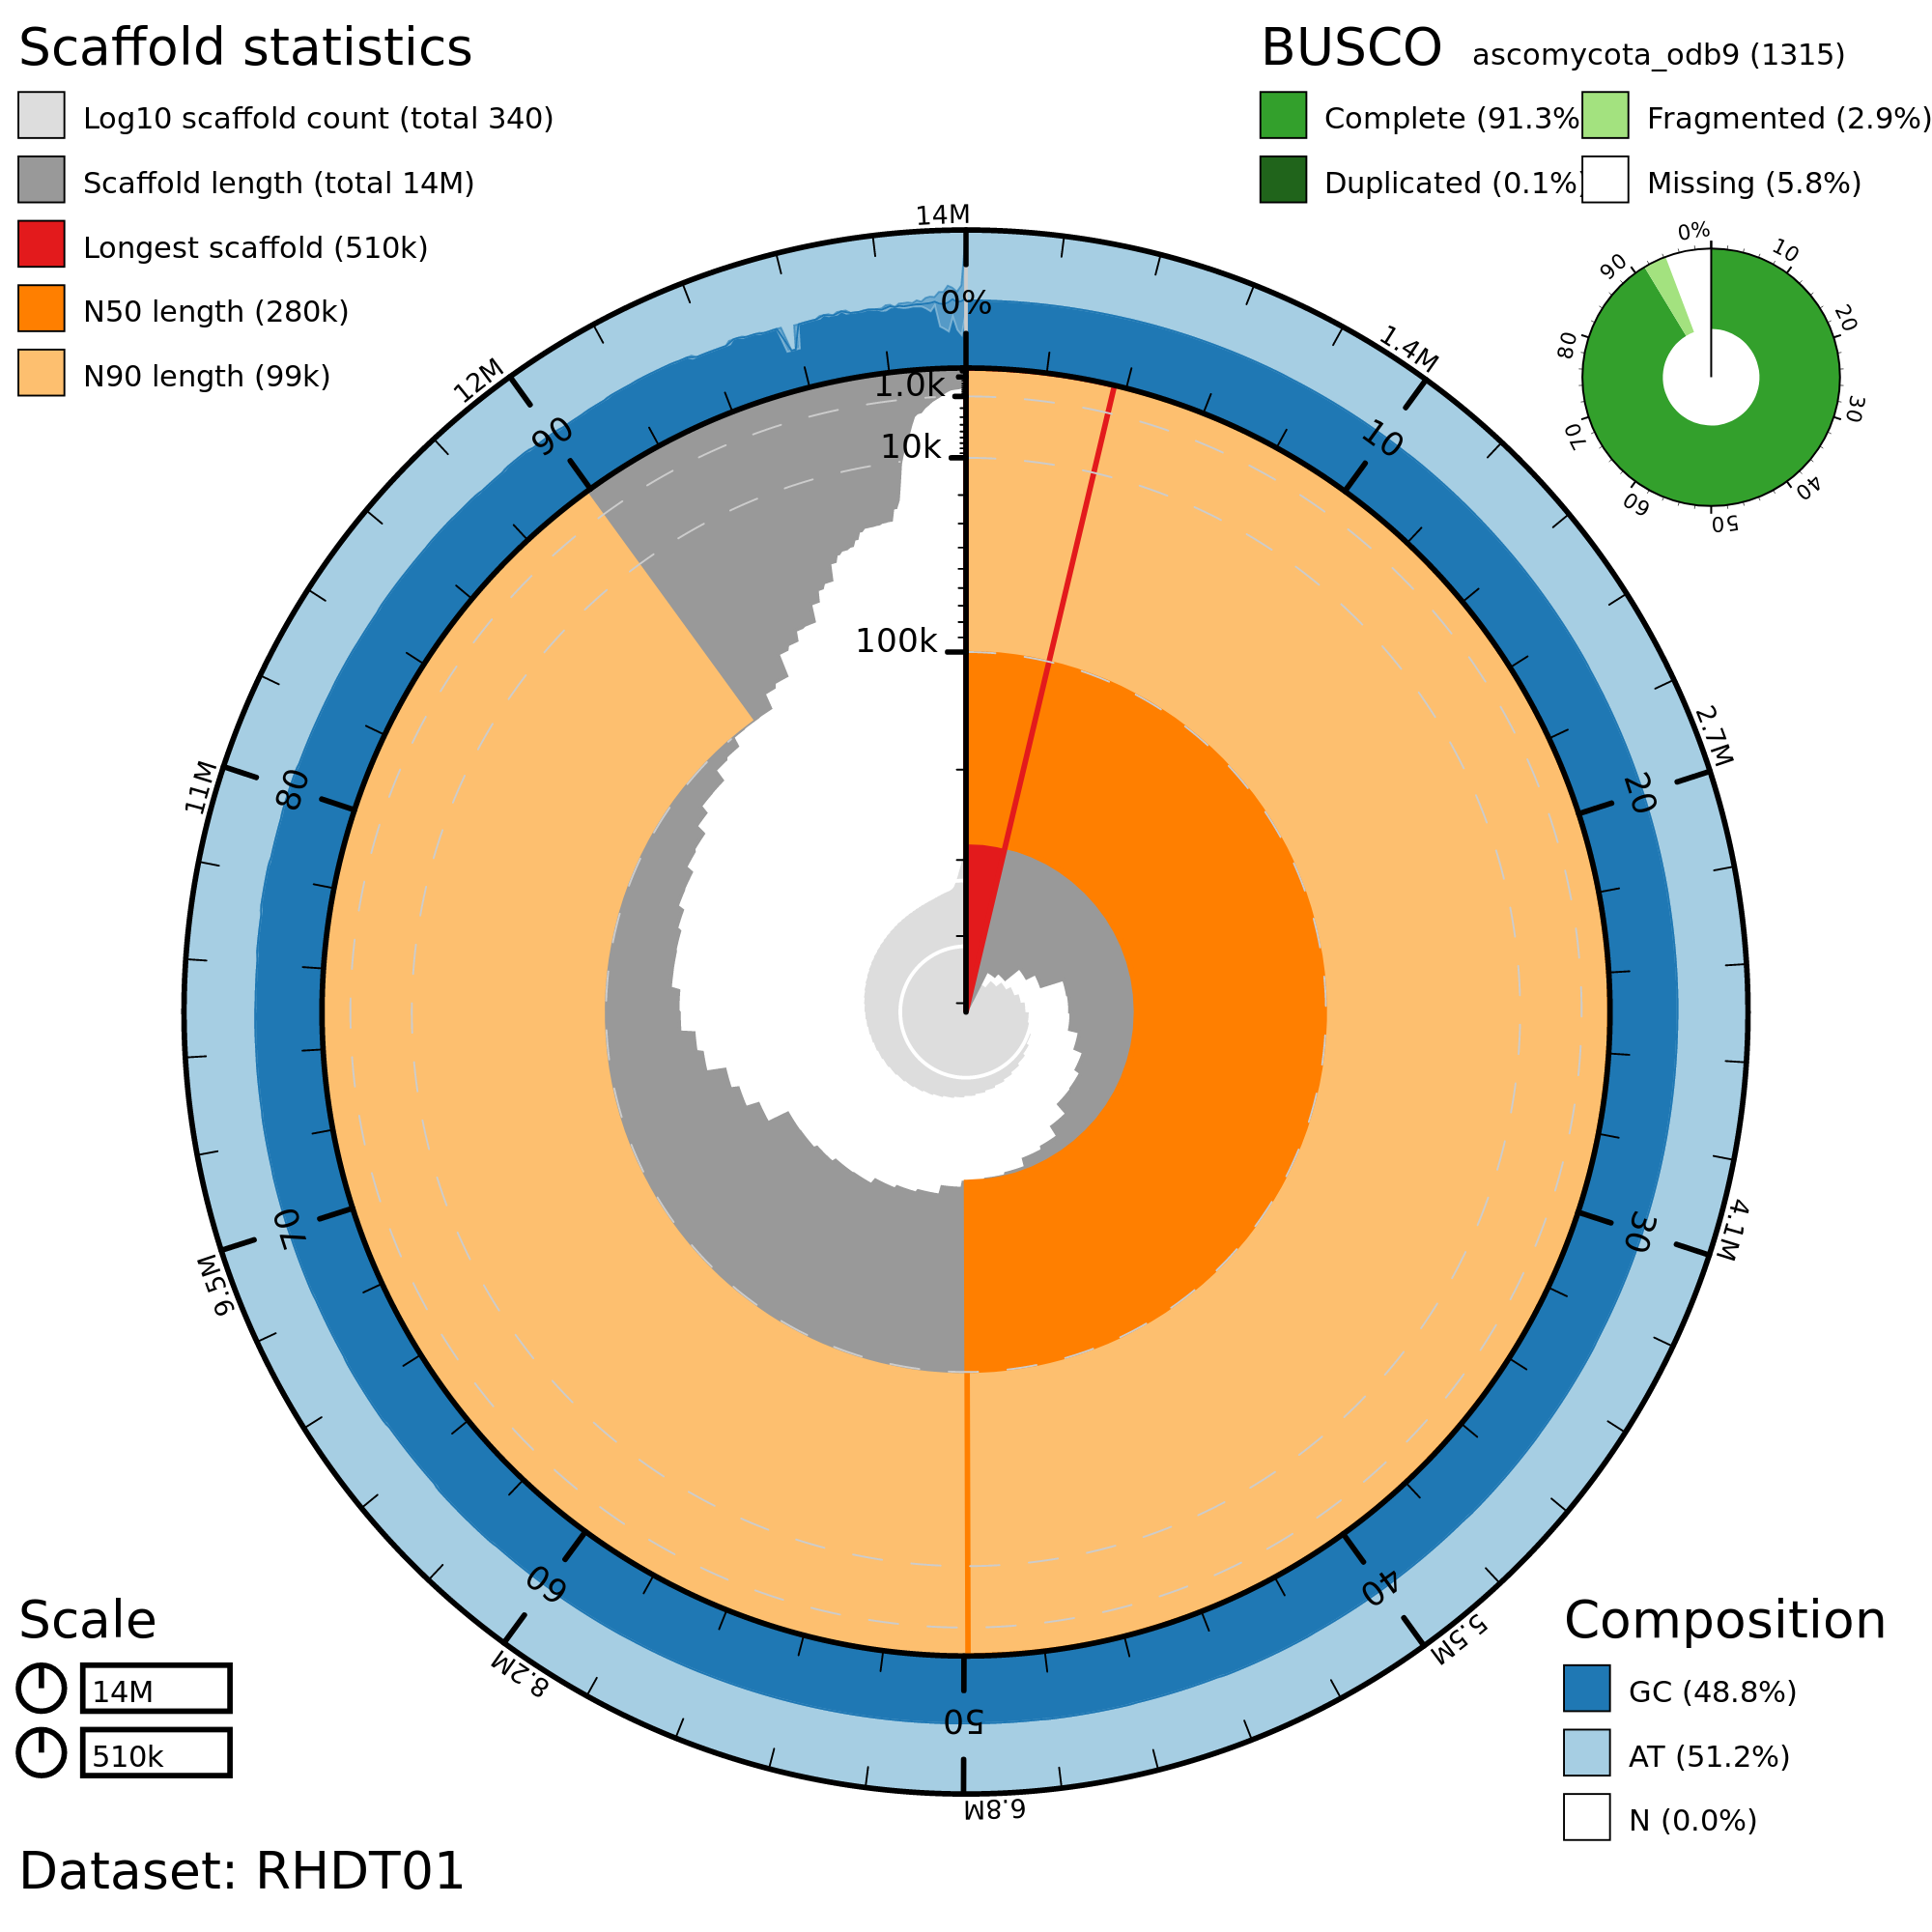 Scaffold statistics
Log10 scaffold count (total 340)
Scaffold length (total 14M)
Longest scaffold (510k)
N50 length (280k)
N90 length (99k)
BUSCO ascomycota_odb9 (1315)
Complete (91.3%
Fragmented (2.9%)
Duplicated (0.1%)
Missing (5.8%)
0%
10
20
30
40
50
60
70
80
90
14M
1.4M
2.7M
4.1M
5.5M
6.8M
8.2M
9.5M
11M
12M
0%
10
20
30
40
50
60
70
80
90
1.0k
10k
100k
Scale
14M
510k
Composition
GC (48.8%)
AT (51.2%)
N (0.0%)
Dataset: RHDT01